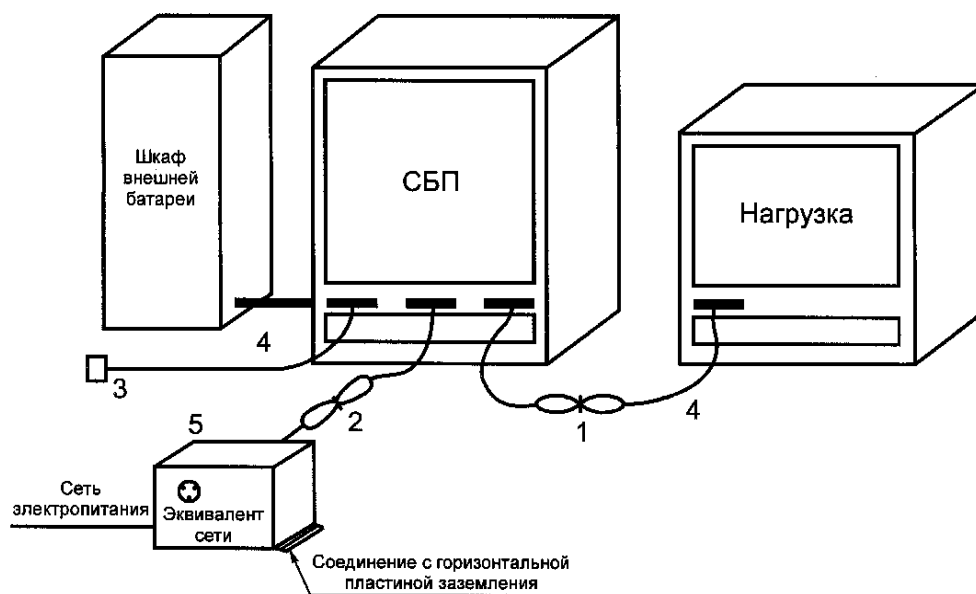 Шкаф
внешней
батареи
СБП
Нагрузка
4
3
2
1
4
5
Сеть
электропитания
Эквивалент
сети
Соединение с горизонтальной
пластиной заземления